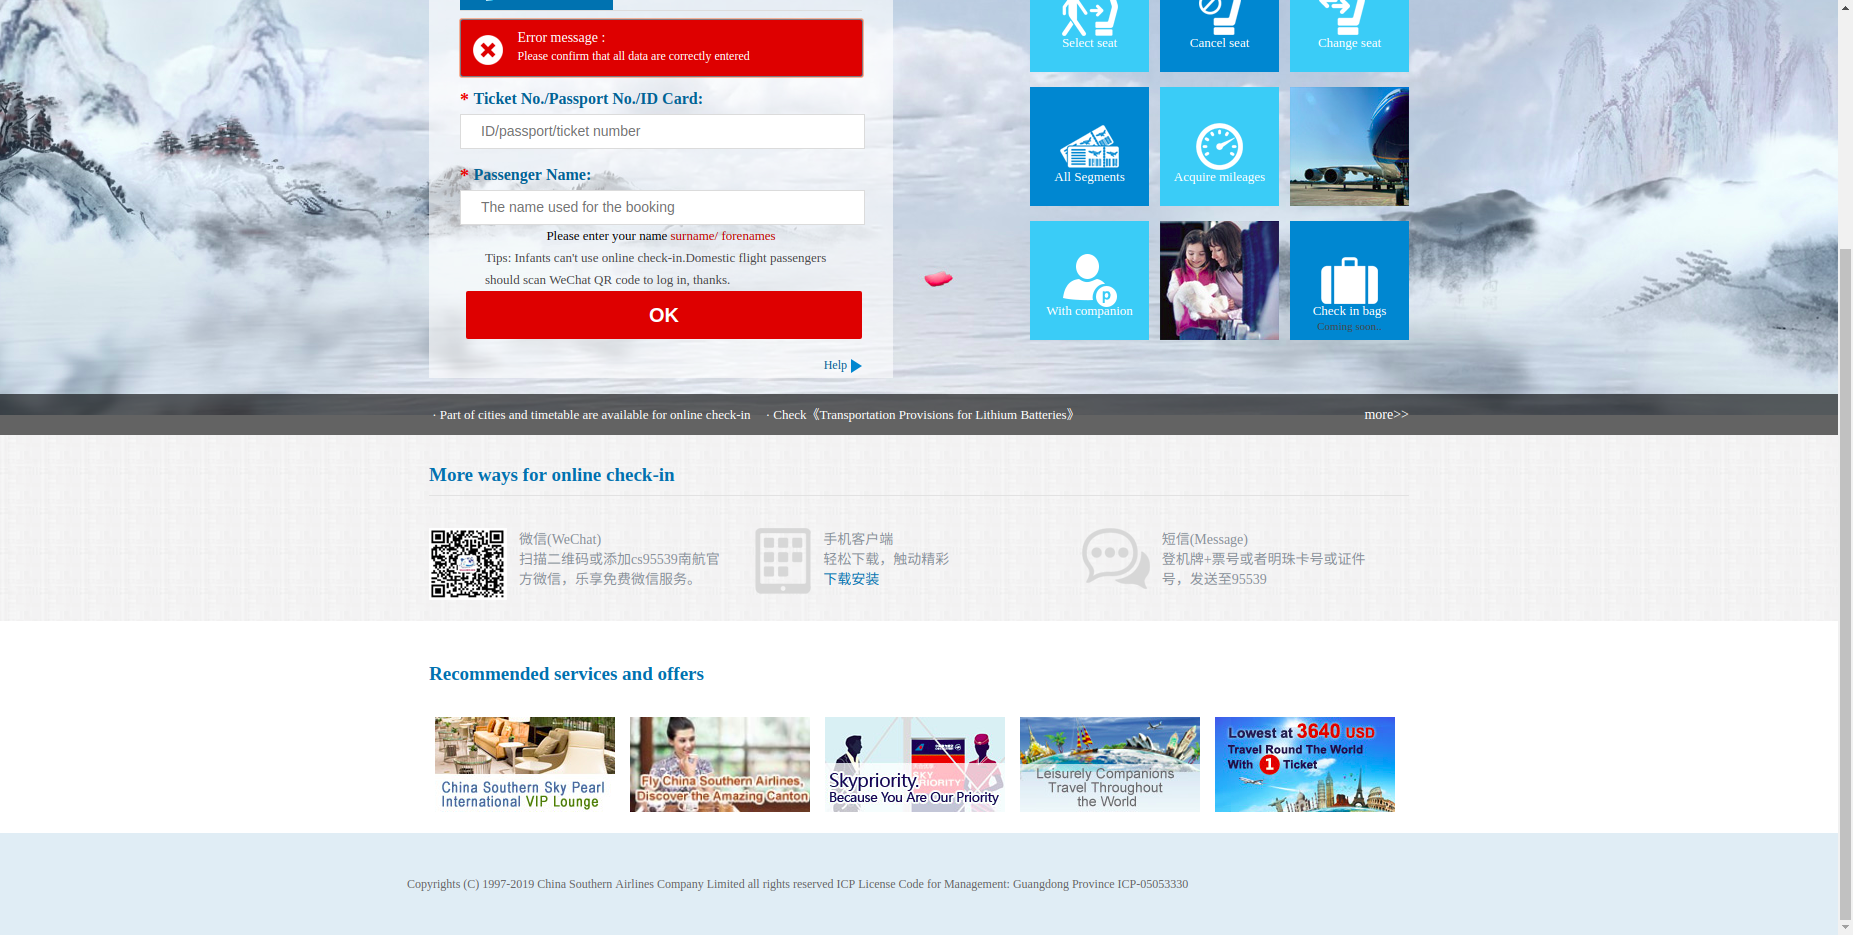 Error message :
Please confirm that all data are correctly entered
* Ticket No./Passport No./ID Card:
ID/passport/ticket number
* Passenger Name:
The name used for the booking
Please enter your name surname/ forenames
Tips: Infants can't use online check-in.Domestic flight passengers
should scan WeChat QR code to log in, thanks.
OK
Help
Select seat
Cancel seat
Change seat
All Segments
Acquire mileages
With companion
Check in bags
Coming soon..
· Part of cities and timetable are available for online check-in
· Check《Transportation Provisions for Lithium Batteries》
more>>
More ways for online check-in
微信(WeChat)
扫描二维码或添加cs95539南航官
方微信，乐享免费微信服务。
手机客户端
轻松下载，触动精彩
下载安装
短信(Message)
登机牌+票号或者明珠卡号或证件
号，发送至95539
Recommended services and offers
China Southern Sky Pearl
International VIP Lounge
Fly China Southern Airlines,
Discover the Amazing Canton
SKY
PRIORITY
Skypriority.
Because You Are Our Priority
Leisurely Companions
Travel Throughout
the World
Lowest at 3640 USD
Travel Round The World
With 1 Ticket
Copyrights (C) 1997-2019 China Southern Airlines Company Limited all rights reserved ICP License Code for Management: Guangdong Province ICP-05053330